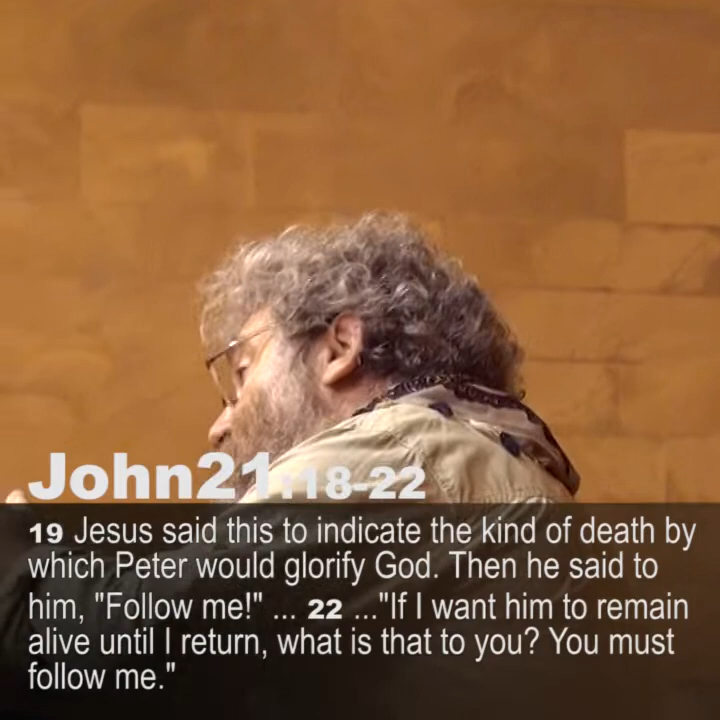 John21:18-22
19 Jesus said this to indicate the kind of death by
which Peter would glorify God. Then he said to
him, "Follow me!" ... 22 ..."If I want him to remain
alive until I return, what is that to you? You must
follow me."